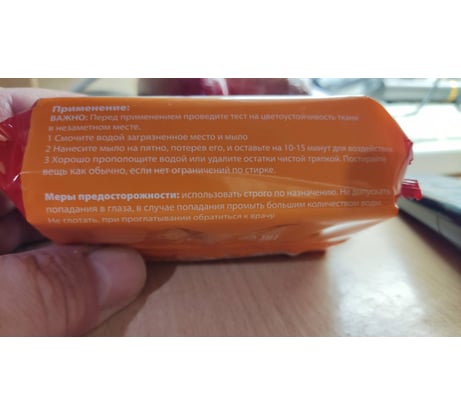 Применение:
ВАЖНО: Перед применением проведите тест на цветоустойчивость ткани
в незаметном месте.
1 Смочите водой загрязненное место и мыло
2 Нанесите мыло на пятно, потерев его, и оставьте на 10-15 минут для воздействия
3 Хорошо прополощите водой или удалите остатки чистой тряпкой. Постирайте
вещь как обычно, если нет ограничений по стирке.
Меры предосторожности: использовать строго по назначению. Не допускать
попадания в глаза, в случае попадания промыть большим количеством воды.
Не глотать, при проглатывании обратиться к врачу